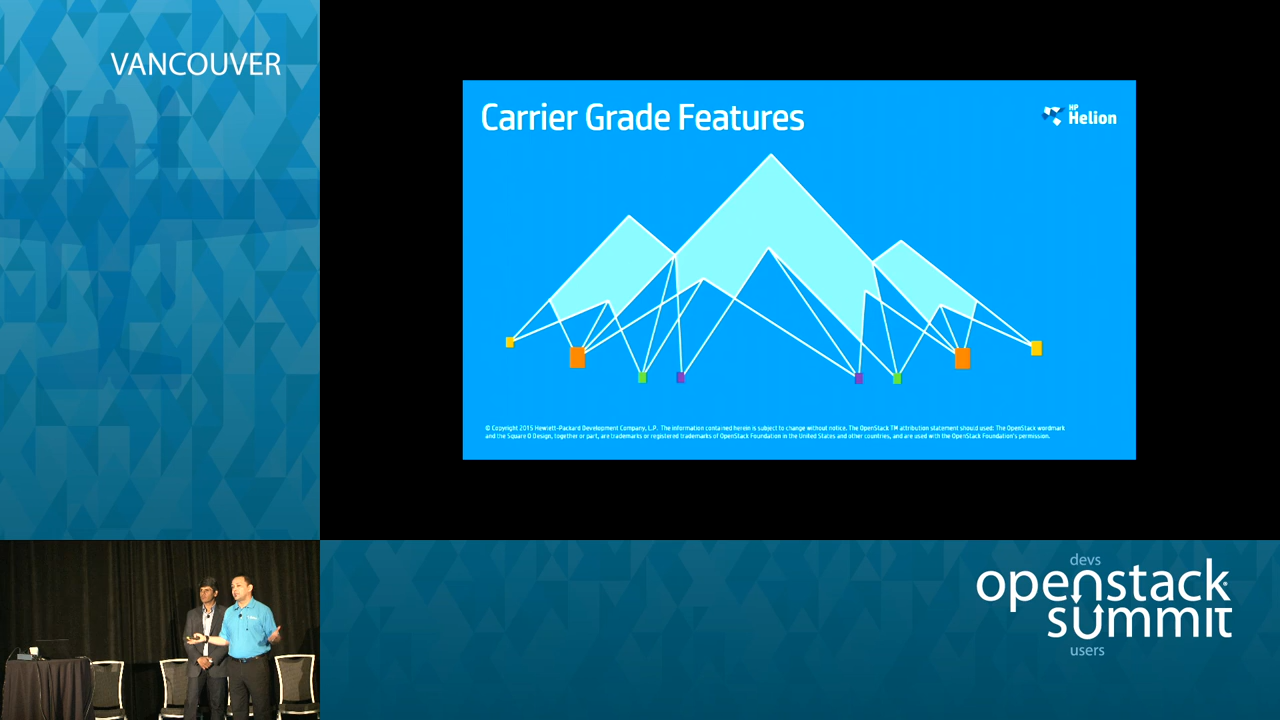 VANCOUVER
Carrier Grade Features
HP
Helion
© Copyright 2015 Hewlett-Packard Development Company, L.P. The information contained herein is subject to change without notice. The OpenStack TM attribution statement should used: The OpenStack wordmark
and the Square O Design, together or part, are trademarks or registered trademarks of OpenStack Foundation in the United States and other countries, and are used with the OpenStack Foundation's permission.
devs
openstack
summit
users